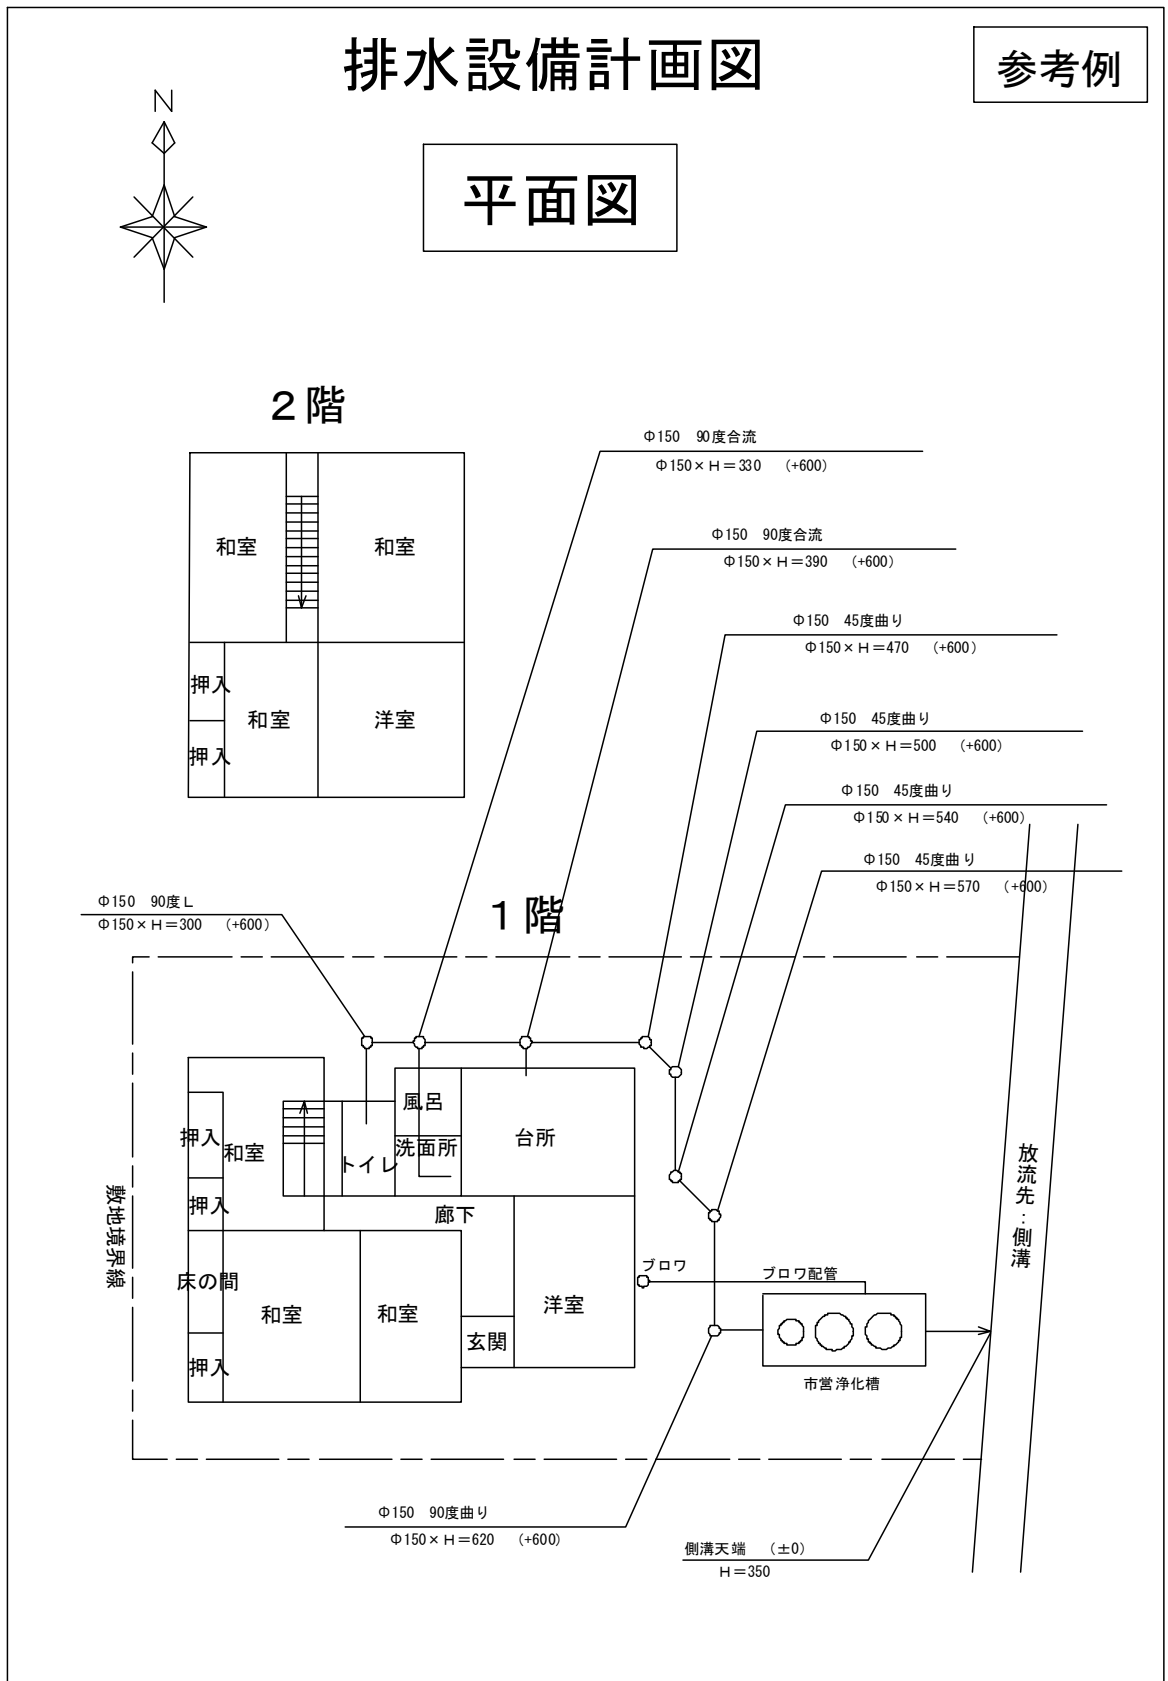 排水設備計画図
参考例
N
平面図
2階
Φ150 90度合流
Φ150×H=330 (+600)
Φ150 90度合流
Φ150×H=390 (+600)
和室
和室
Φ150 45度曲り
Φ150×H=470 (+600)
押入
和室
洋室
押入
Φ150 45度曲り
Φ150×H=500 (+600)
Φ150 45度曲り
Φ150×H=540 (+600)
Φ150 45度曲り
Φ150×H=570 (+600)
Φ150 90度L
Φ150×H=300 (+600)
1階
風呂
押入
和室
トイレ
洗面所
台所
押入
廊下
敷地境界線
放流先:側溝
床の間
和室
和室
洋室
ブロワ
ブロワ配管
押入
玄関
市営浄化槽
Φ150 90度曲り
Φ150×H=620 (+600)
側溝天端 (±0)
H=350